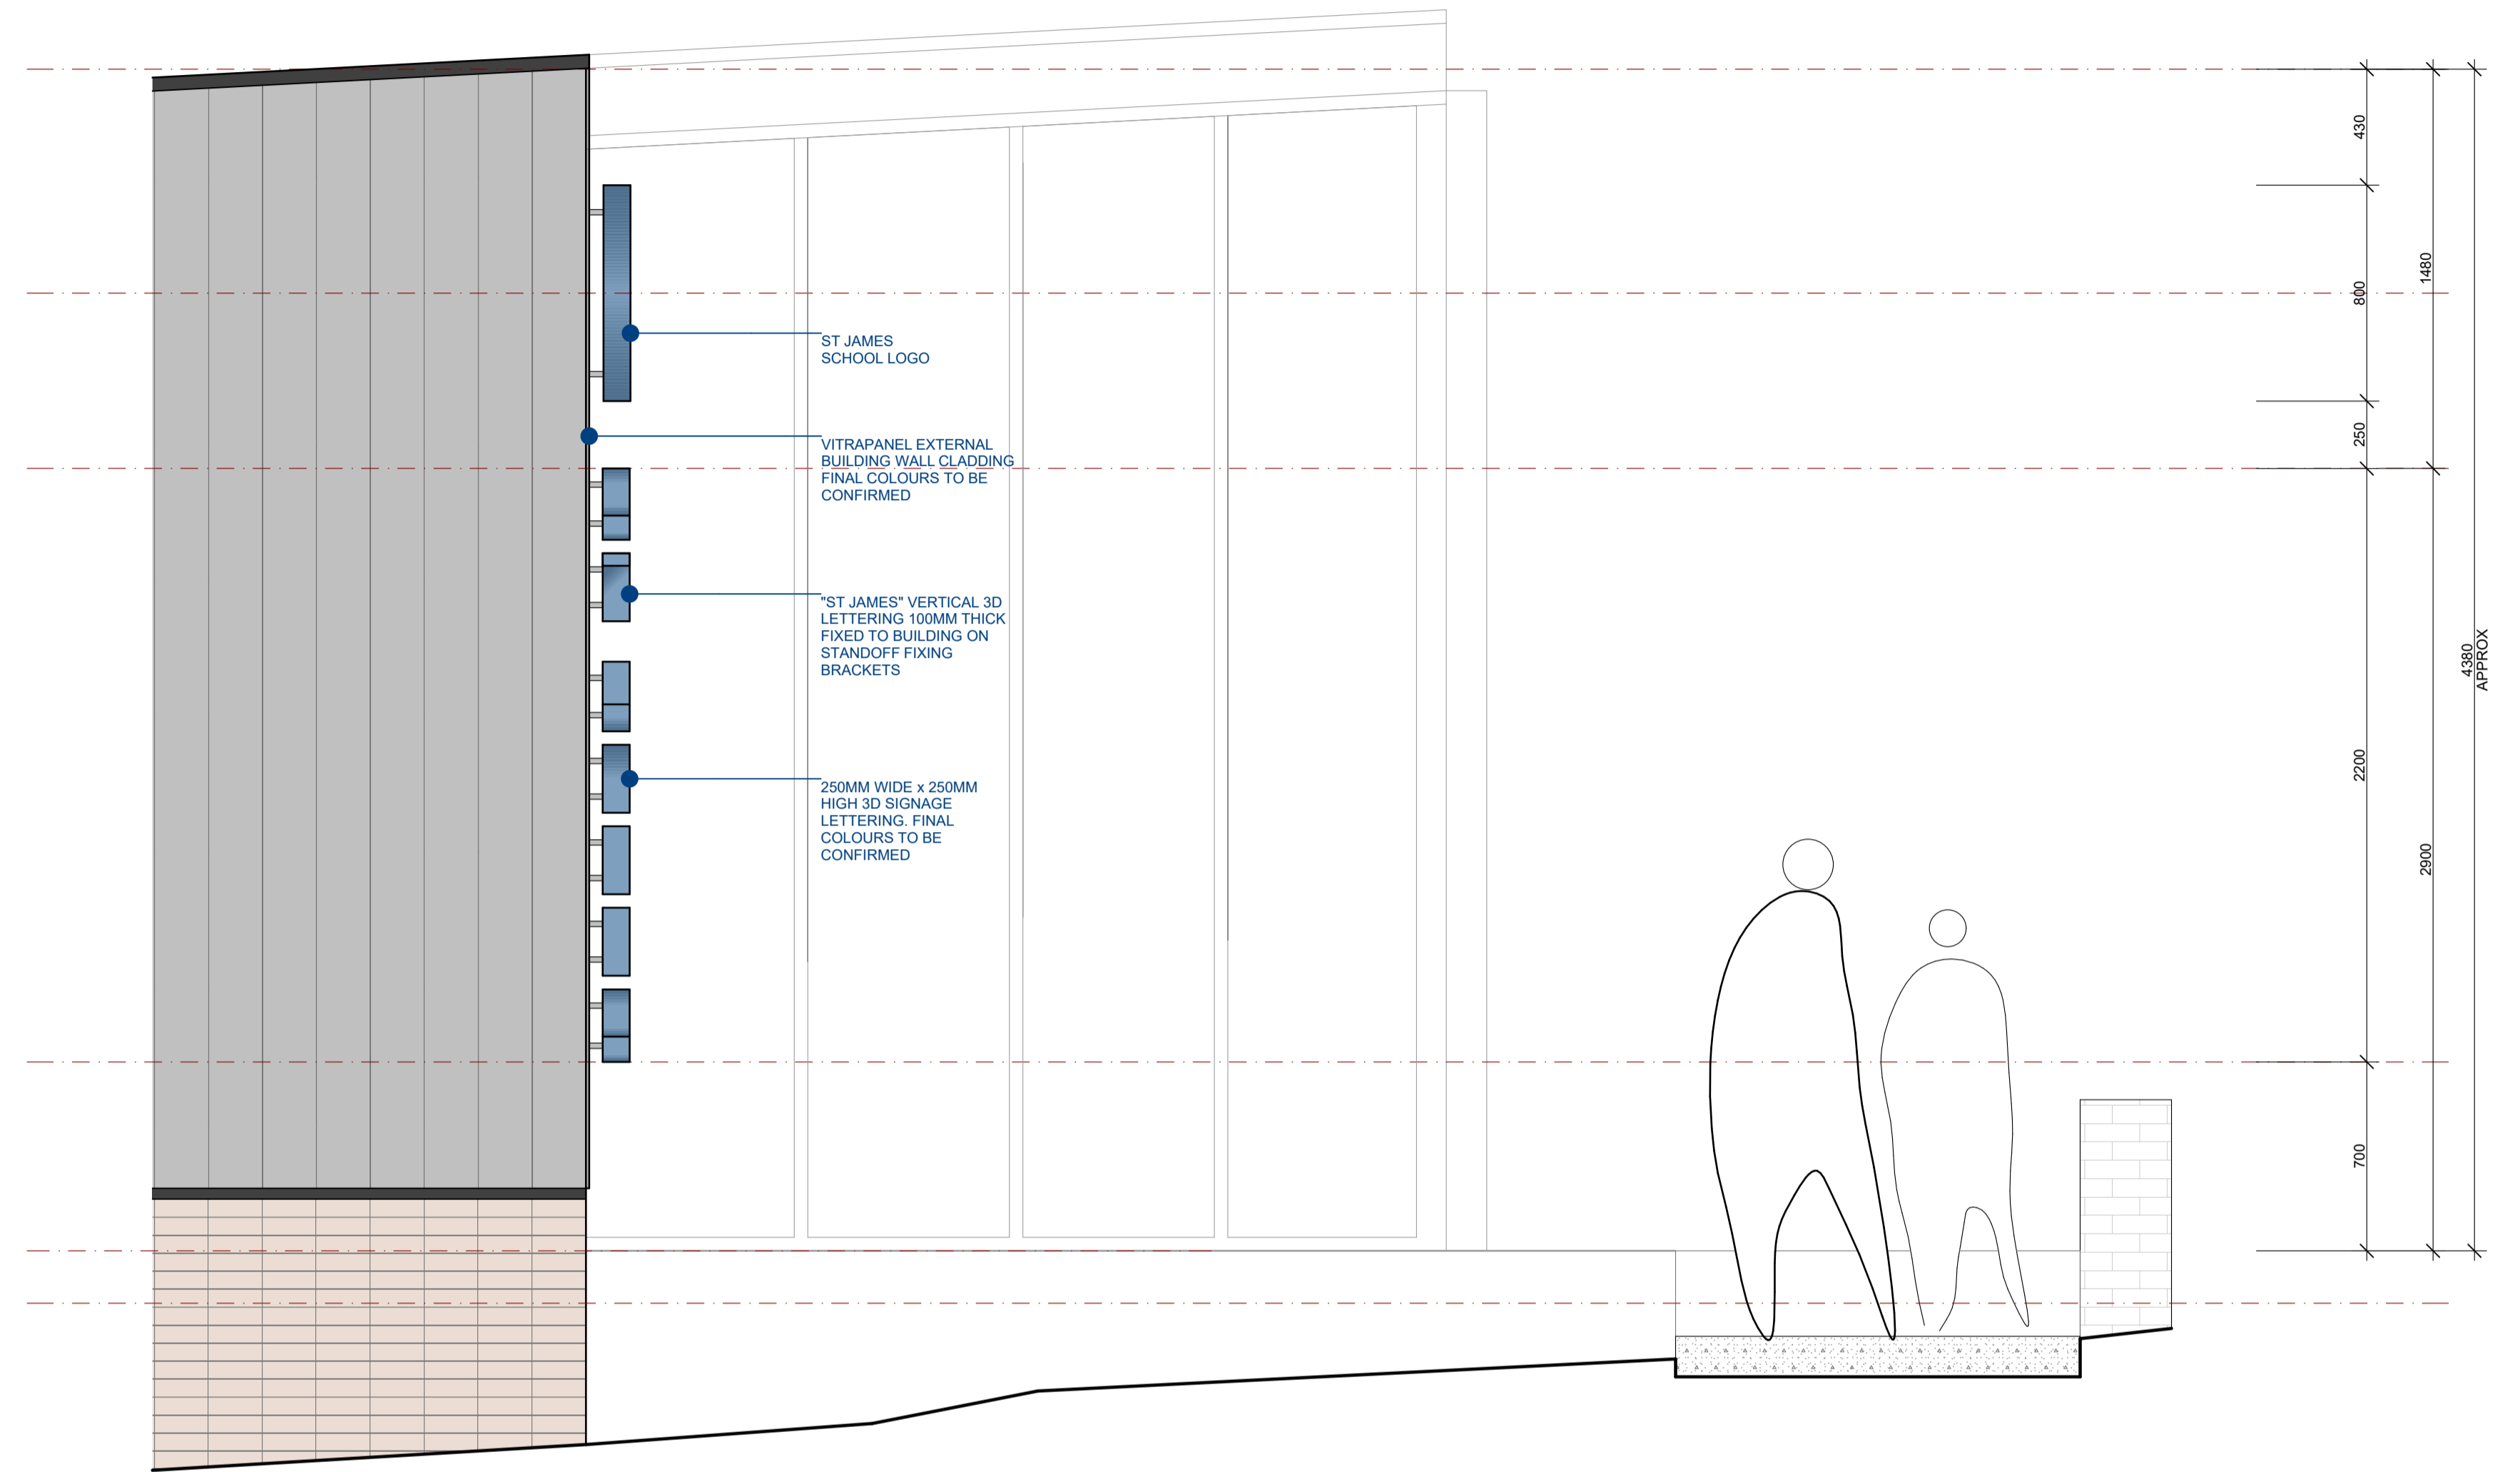 ST JAMES
SCHOOL LOGO
VITRAPANEL EXTERNAL
BUILDING WALL CLADDING
FINAL COLOURS TO BE
CONFIRMED
"ST JAMES" VERTICAL 3D
LETTERING 100MM THICK
FIXED TO BUILDING ON
STANDOFF FIXING
BRACKETS
250MM WIDE x 250MM
HIGH 3D SIGNAGE
LETTERING. FINAL
COLOURS TO BE
CONFIRMED
430
800
250
2200
700
1480
2900
4380
APPROX